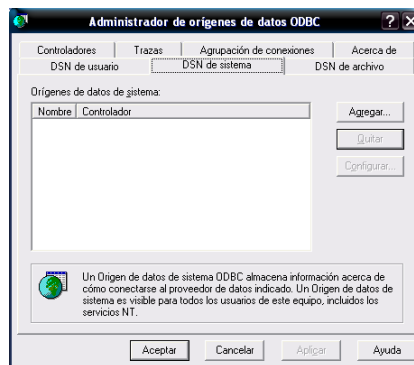 Administrador de orígenes de datos ODBC
Controladores Trazas Agrupación de conexiones Acerca de
DSN de usuario DSN de sistema DSN de archivo
Orígenes de datos de sistema:
Nombre Controlador
Agregar...
Quitar
Configurar...
Un Origen de datos de sistema ODBC almacena información acerca de
cómo conectarse al proveedor de datos indicado. Un Origen de datos de
sistema es visible para todos los usuarios de este equipo, incluidos los
servicios NT.
Aceptar Cancelar Aplicar Ayuda